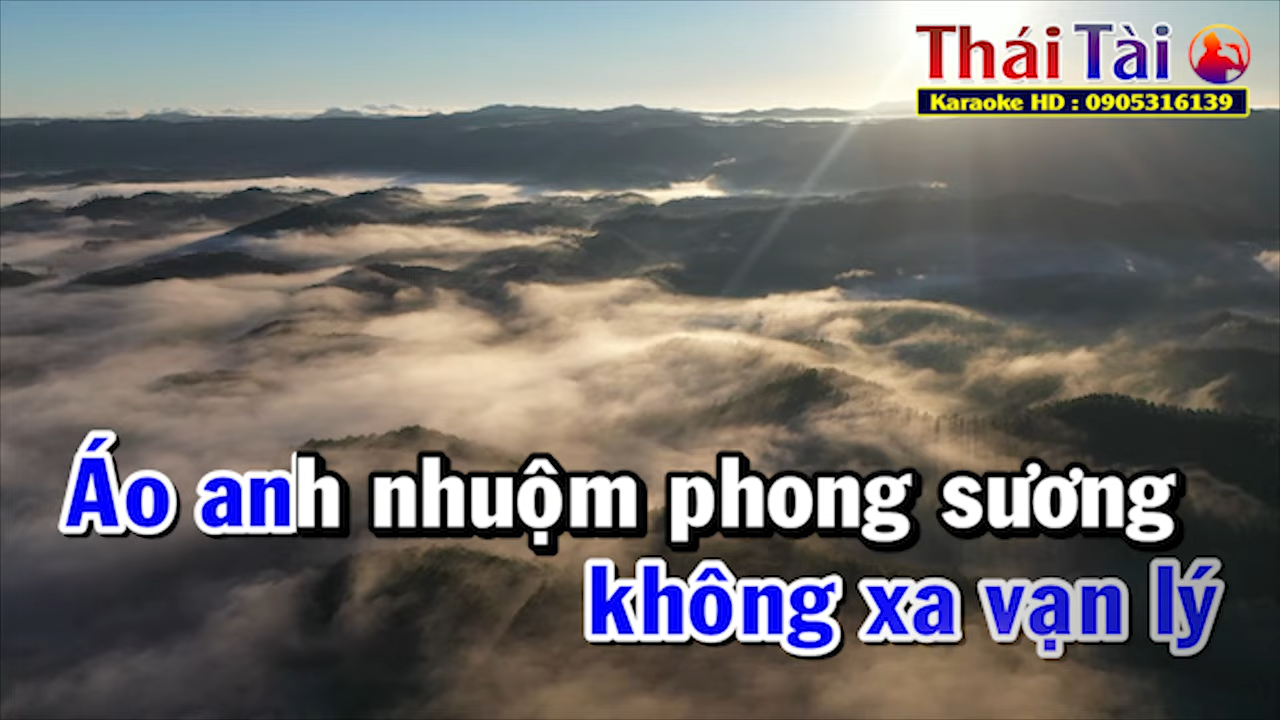 Thái Tài
Karaoke HD : 0905316139
Áo anh nhuộm phong sương
không xa vạn lý